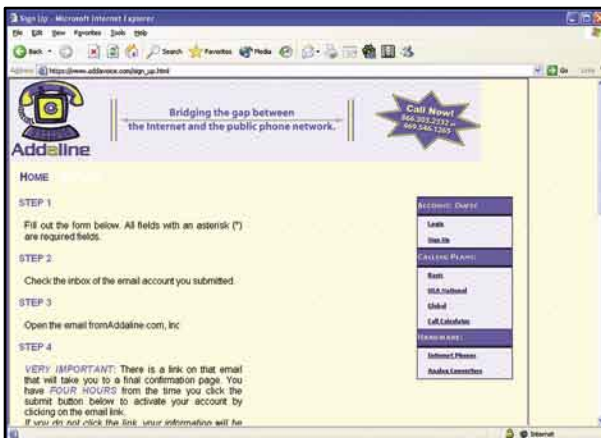 Sign Up - Microsoft Internet Explorer
File Edit View Favorites Tools Help
Back Search Favorites Media
Address https://www.addavoice.com/sign_up.html Go Links
Bridging the gap between
the Internet and the public phone network.
Call Now!
Addaline
HOME
STEP 1
Fill out the form below. All fields with an asterisk (*)
are required fields.
STEP 2
Check the inbox of the email account you submitted.
STEP 3
Open the email fromAddaline.com, Inc
STEP 4
VERY IMPORTANT: There is a link on that email
that will take you to a final confirmation page. You
have FOUR HOURS from the time you click the
submit button below to activate your account by
clicking on the email link.
If you do not click the link, your information will be
Login
Sign Up
CALLING PLANS:
Basic
USA National
Global
Call Calculator
HARDWARE:
Internet Phones
Analog Converters
Internet